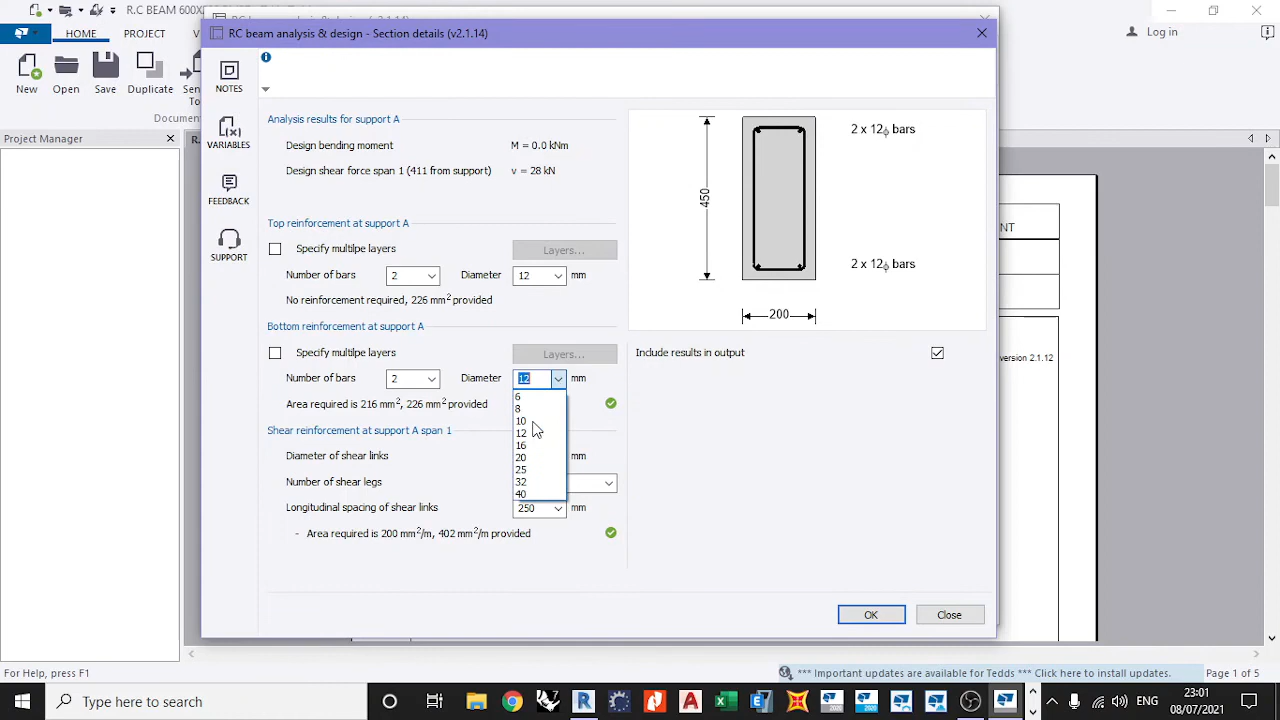 R.C BEAM 600X
RC beam analysis & design - Section details (v2.1.14)
HOME
PROJECT
Log in
New
Open
Save
Duplicate
Project Manager
NOTES
VARIABLES
FEEDBACK
SUPPORT
Analysis results for support A
Design bending moment M = 0.0 kNm
Design shear force span 1 (411 from support) v = 28 kN
Top reinforcement at support A
Specify multilpe layers Layers...
Number of bars 2 Diameter 12 mm
No reinforcement required, 226 mm2 provided
Bottom reinforcement at support A
Specify multilpe layers Layers...
Number of bars 2 Diameter 12 mm
6
8
10
12
16
20
25
32
40
Area required is 216 mm2, 226 mm2 provided
Shear reinforcement at support A span 1
Diameter of shear links mm
Number of shear legs
Longitudinal spacing of shear links 250 mm
- Area required is 200 mm2/m, 402 mm2/m provided
2 x 12ϕ bars
450
2 x 12ϕ bars
200
Include results in output
OK
Close
NT
version 2.1.12
For Help, press F1
*** Important updates are available for Tedds *** Click here to install updates.
Page 1 of 5
Type here to search
ENG
23:01
08/07/2021